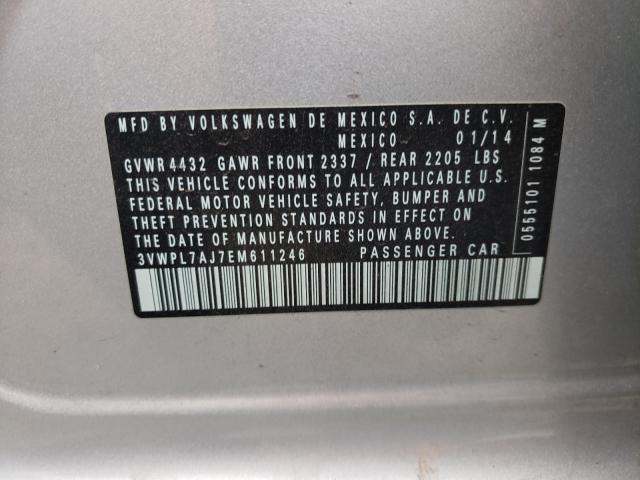 MFD BY VOLKSWAGEN DE MEXICO S.A. DE C.V.
MEXICO 01/14
GVWR 4432 GAWR FRONT 2337 / REAR 2205 LBS
THIS VEHICLE CONFORMS TO ALL APPLICABLE U.S.
FEDERAL MOTOR VEHICLE SAFETY, BUMPER AND
THEFT PREVENTION STANDARDS IN EFFECT ON
THE DATE OF MANUFACTURE SHOWN ABOVE.
3VWPL7AJ7EM611246 PASSENGER CAR
0555101 1084 M